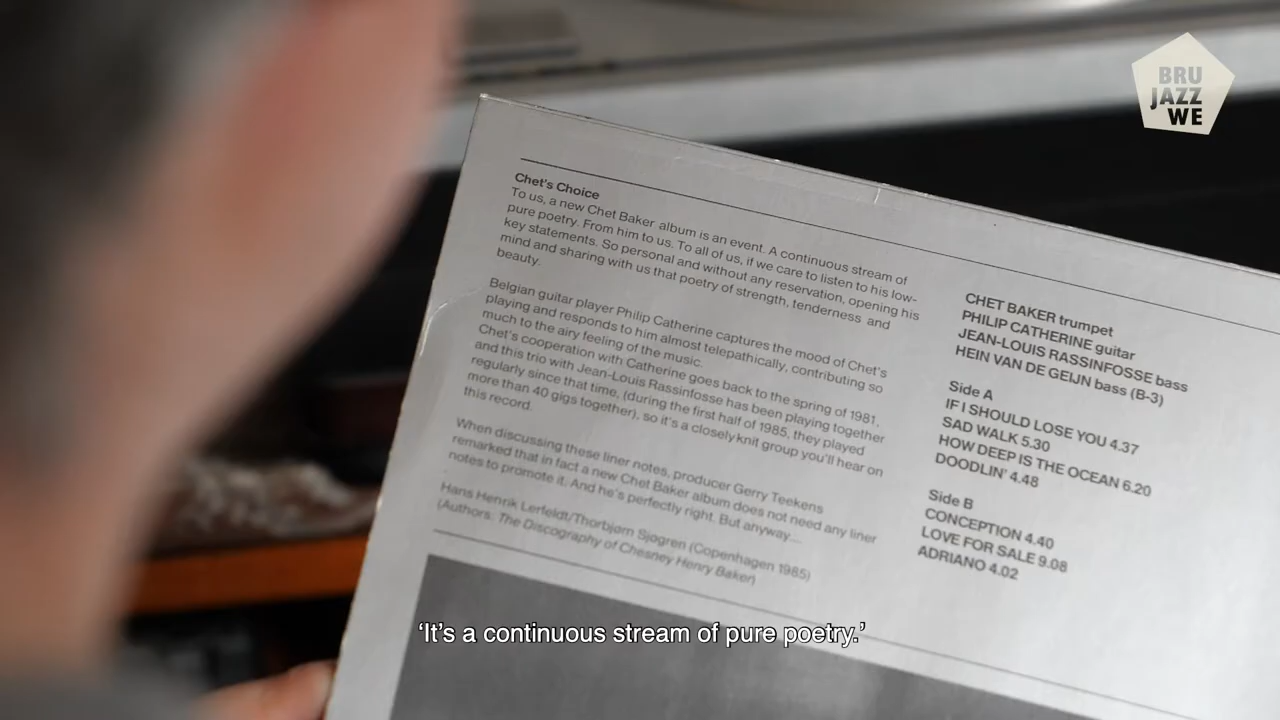 BRU
JAZZ
WE
Chet's Choice
To us, a new Chet Baker album is an event. A continuous stream of
pure poetry. From him to us. To all of us, if we care to listen to his low-
key statements. So personal and without any reservation, opening his
mind and sharing with us that poetry of strength, tenderness and
beauty.
Belgian guitar player Philip Catherine captures the mood of Chet's
playing and responds to him almost telepathically, contributing so
much to the airy feeling of the music.
Chet's cooperation with Catherine goes back to the spring of 1981,
and this trio with Jean-Louis Rassinfosse has been playing together
regularly since that time, (during the first half of 1985, they played
more than 40 gigs together), so it's a closely knit group you'll hear on
this record.
When discussing these liner notes, producer Gerry Teekens
remarked that in fact a new Chet Baker album does not need any liner
notes to promote it. And he's perfectly right. But anyway....
Hans Henrik Lerfeldt/Thorbjørn Sjøgren (Copenhagen 1985)
(Authors: The Discography of Chesney Henry Baker)
CHET BAKER trumpet
PHILIP CATHERINE guitar
JEAN-LOUIS RASSINFOSSE bass
HEIN VAN DE GEIJN bass (B-3)
Side A
IF I SHOULD LOSE YOU 4.37
SAD WALK 5.30
HOW DEEP IS THE OCEAN 6.20
DOODLIN' 4.48
Side B
CONCEPTION 4.40
LOVE FOR SALE 9.08
ADRIANO 4.02
‘It's a continuous stream of pure poetry.’